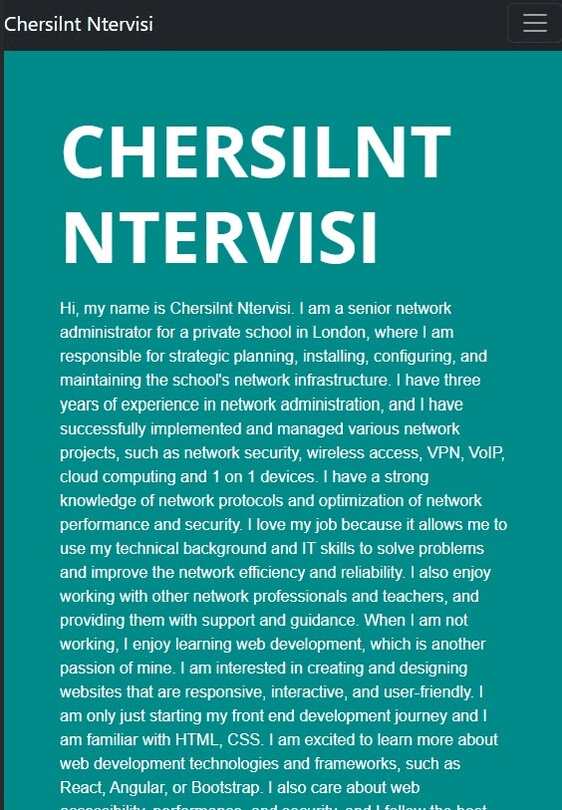 Chersilnt Ntervisi
CHERSILNT
NTERVISI
Hi, my name is Chersilnt Ntervisi. I am a senior network
administrator for a private school in London, where I am
responsible for strategic planning, installing, configuring, and
maintaining the school's network infrastructure. I have three
years of experience in network administration, and I have
successfully implemented and managed various network
projects, such as network security, wireless access, VPN, VoIP,
cloud computing and 1 on 1 devices. I have a strong
knowledge of network protocols and optimization of network
performance and security. I love my job because it allows me to
use my technical background and IT skills to solve problems
and improve the network efficiency and reliability. I also enjoy
working with other network professionals and teachers, and
providing them with support and guidance. When I am not
working, I enjoy learning web development, which is another
passion of mine. I am interested in creating and designing
websites that are responsive, interactive, and user-friendly. I
am only just starting my front end development journey and I
am familiar with HTML, CSS. I am excited to learn more about
web development technologies and frameworks, such as
React, Angular, or Bootstrap. I also care about web
accessibility, performance, and security, and I follow the best